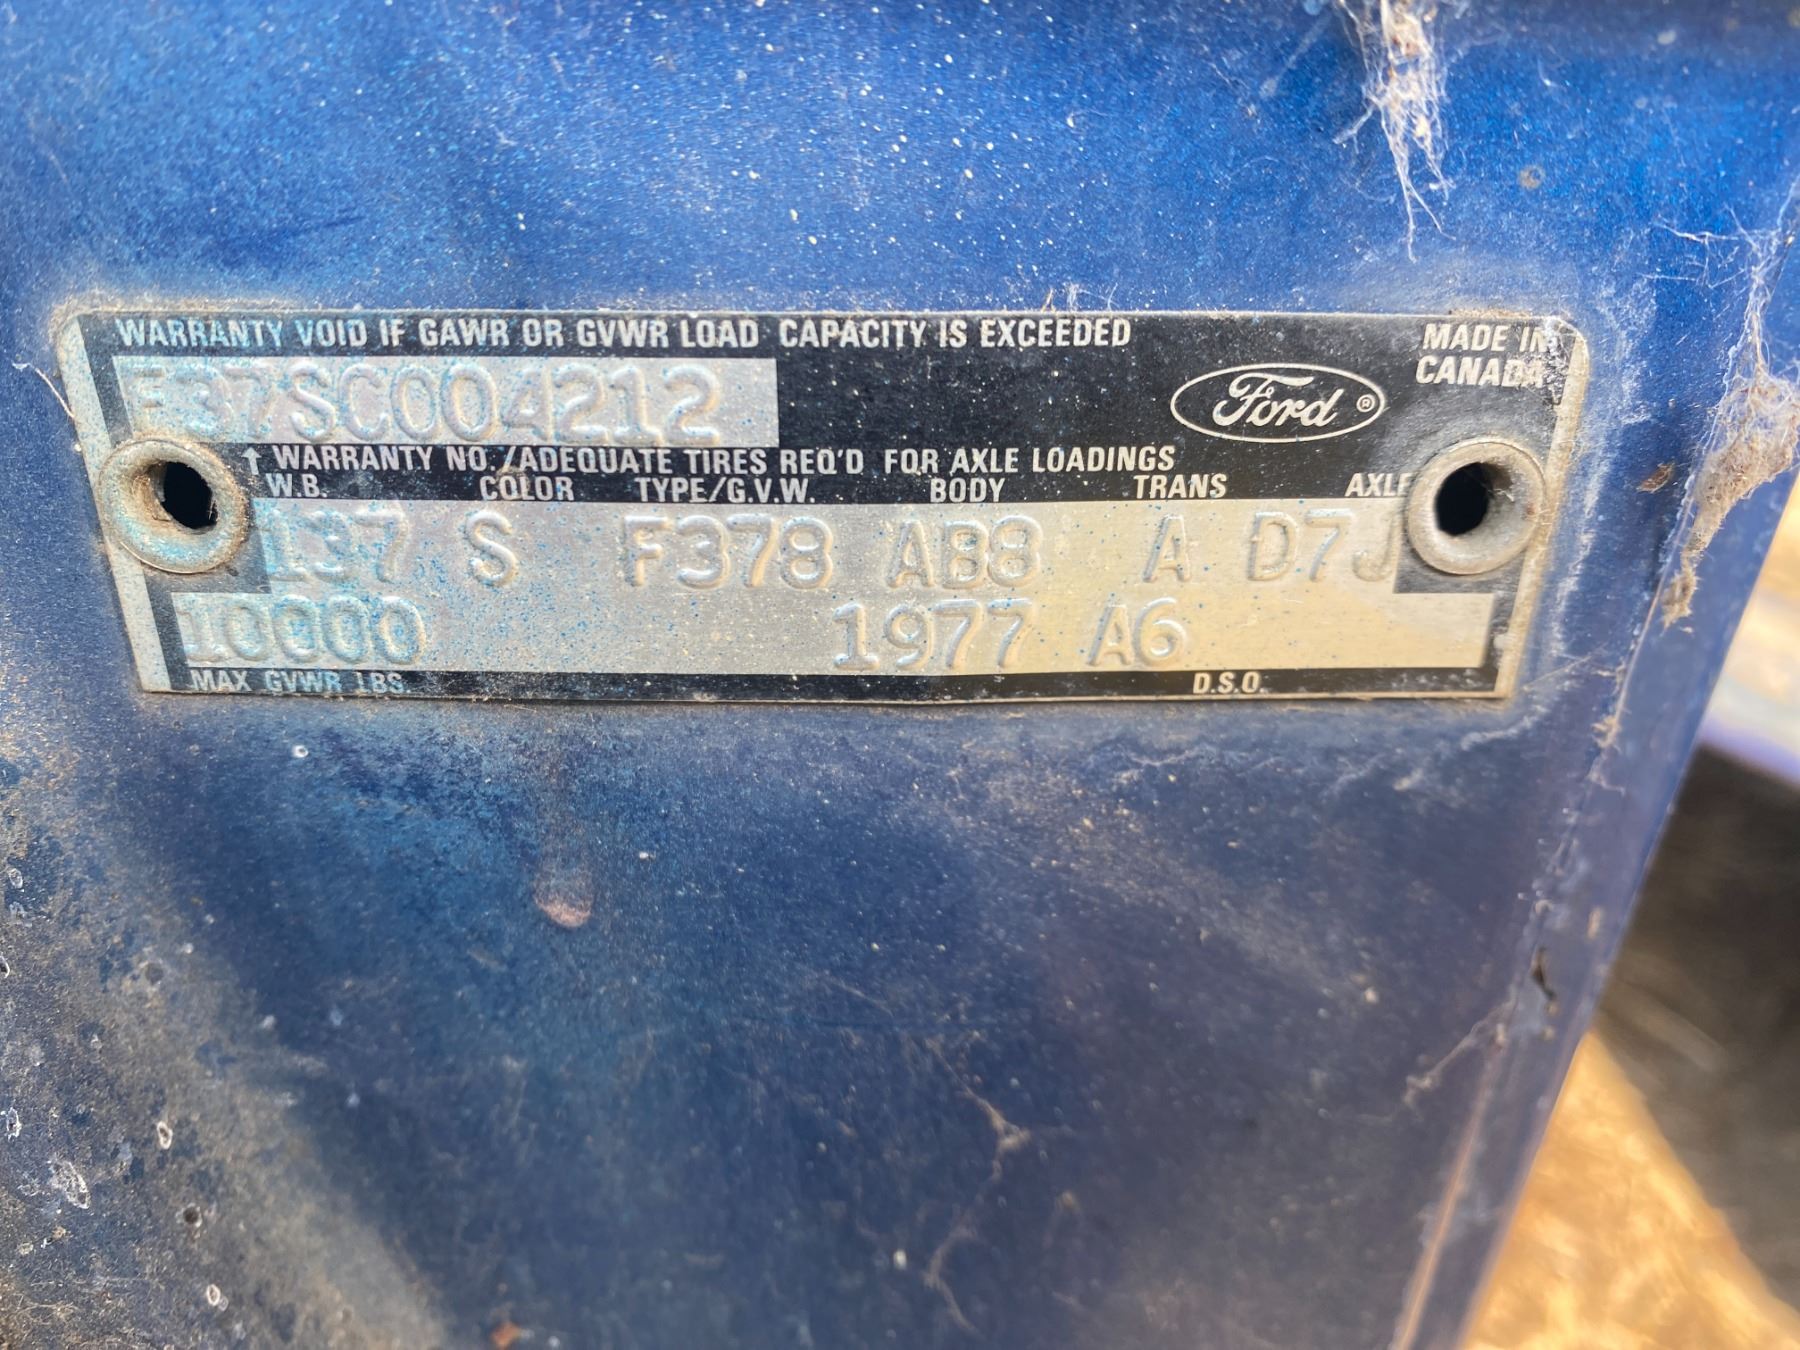 WARRANTY VOID IF GAWR OR GVWR LOAD CAPACITY IS EXCEEDED
MADE IN
CANADA
F37SC004212
Ford ®
↑ WARRANTY NO./ADEQUATE TIRES REQ'D FOR AXLE LOADINGS
W.B. COLOR TYPE/G.V.W. BODY TRANS AXLE
137 S F378 AB8 A D7J
10000 1977 A6
MAX GVWR LBS. D.S.O.